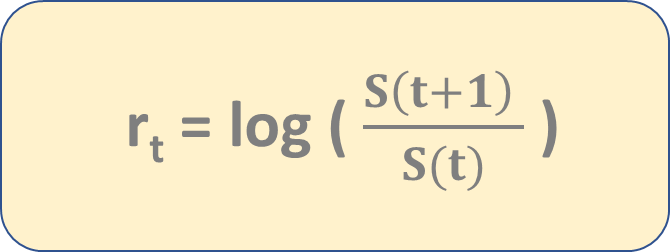 rₜ = log ( S(t+1) / S(t) )